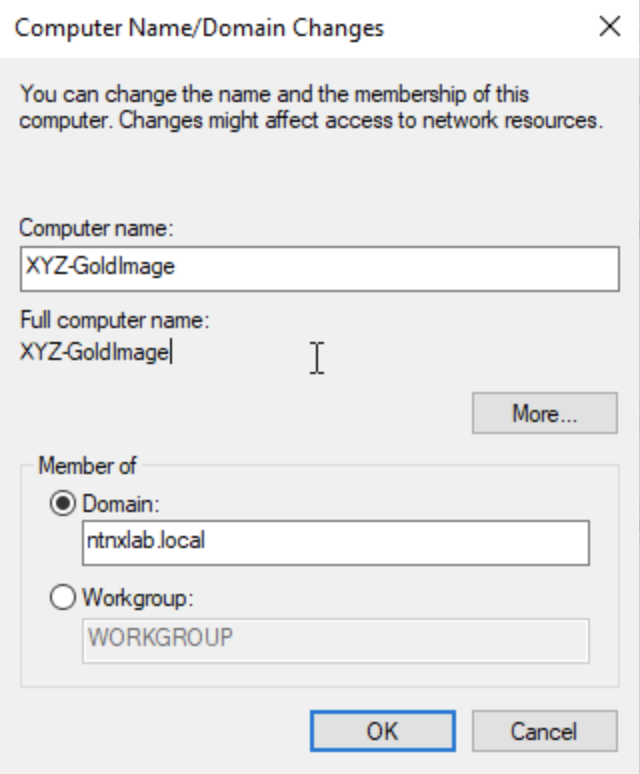 Computer Name/Domain Changes
You can change the name and the membership of this
computer. Changes might affect access to network resources.
Computer name:
XYZ-GoldImage
Full computer name:
XYZ-GoldImage
More...
Member of
Domain:
ntnxlab.local
Workgroup:
WORKGROUP
OK
Cancel